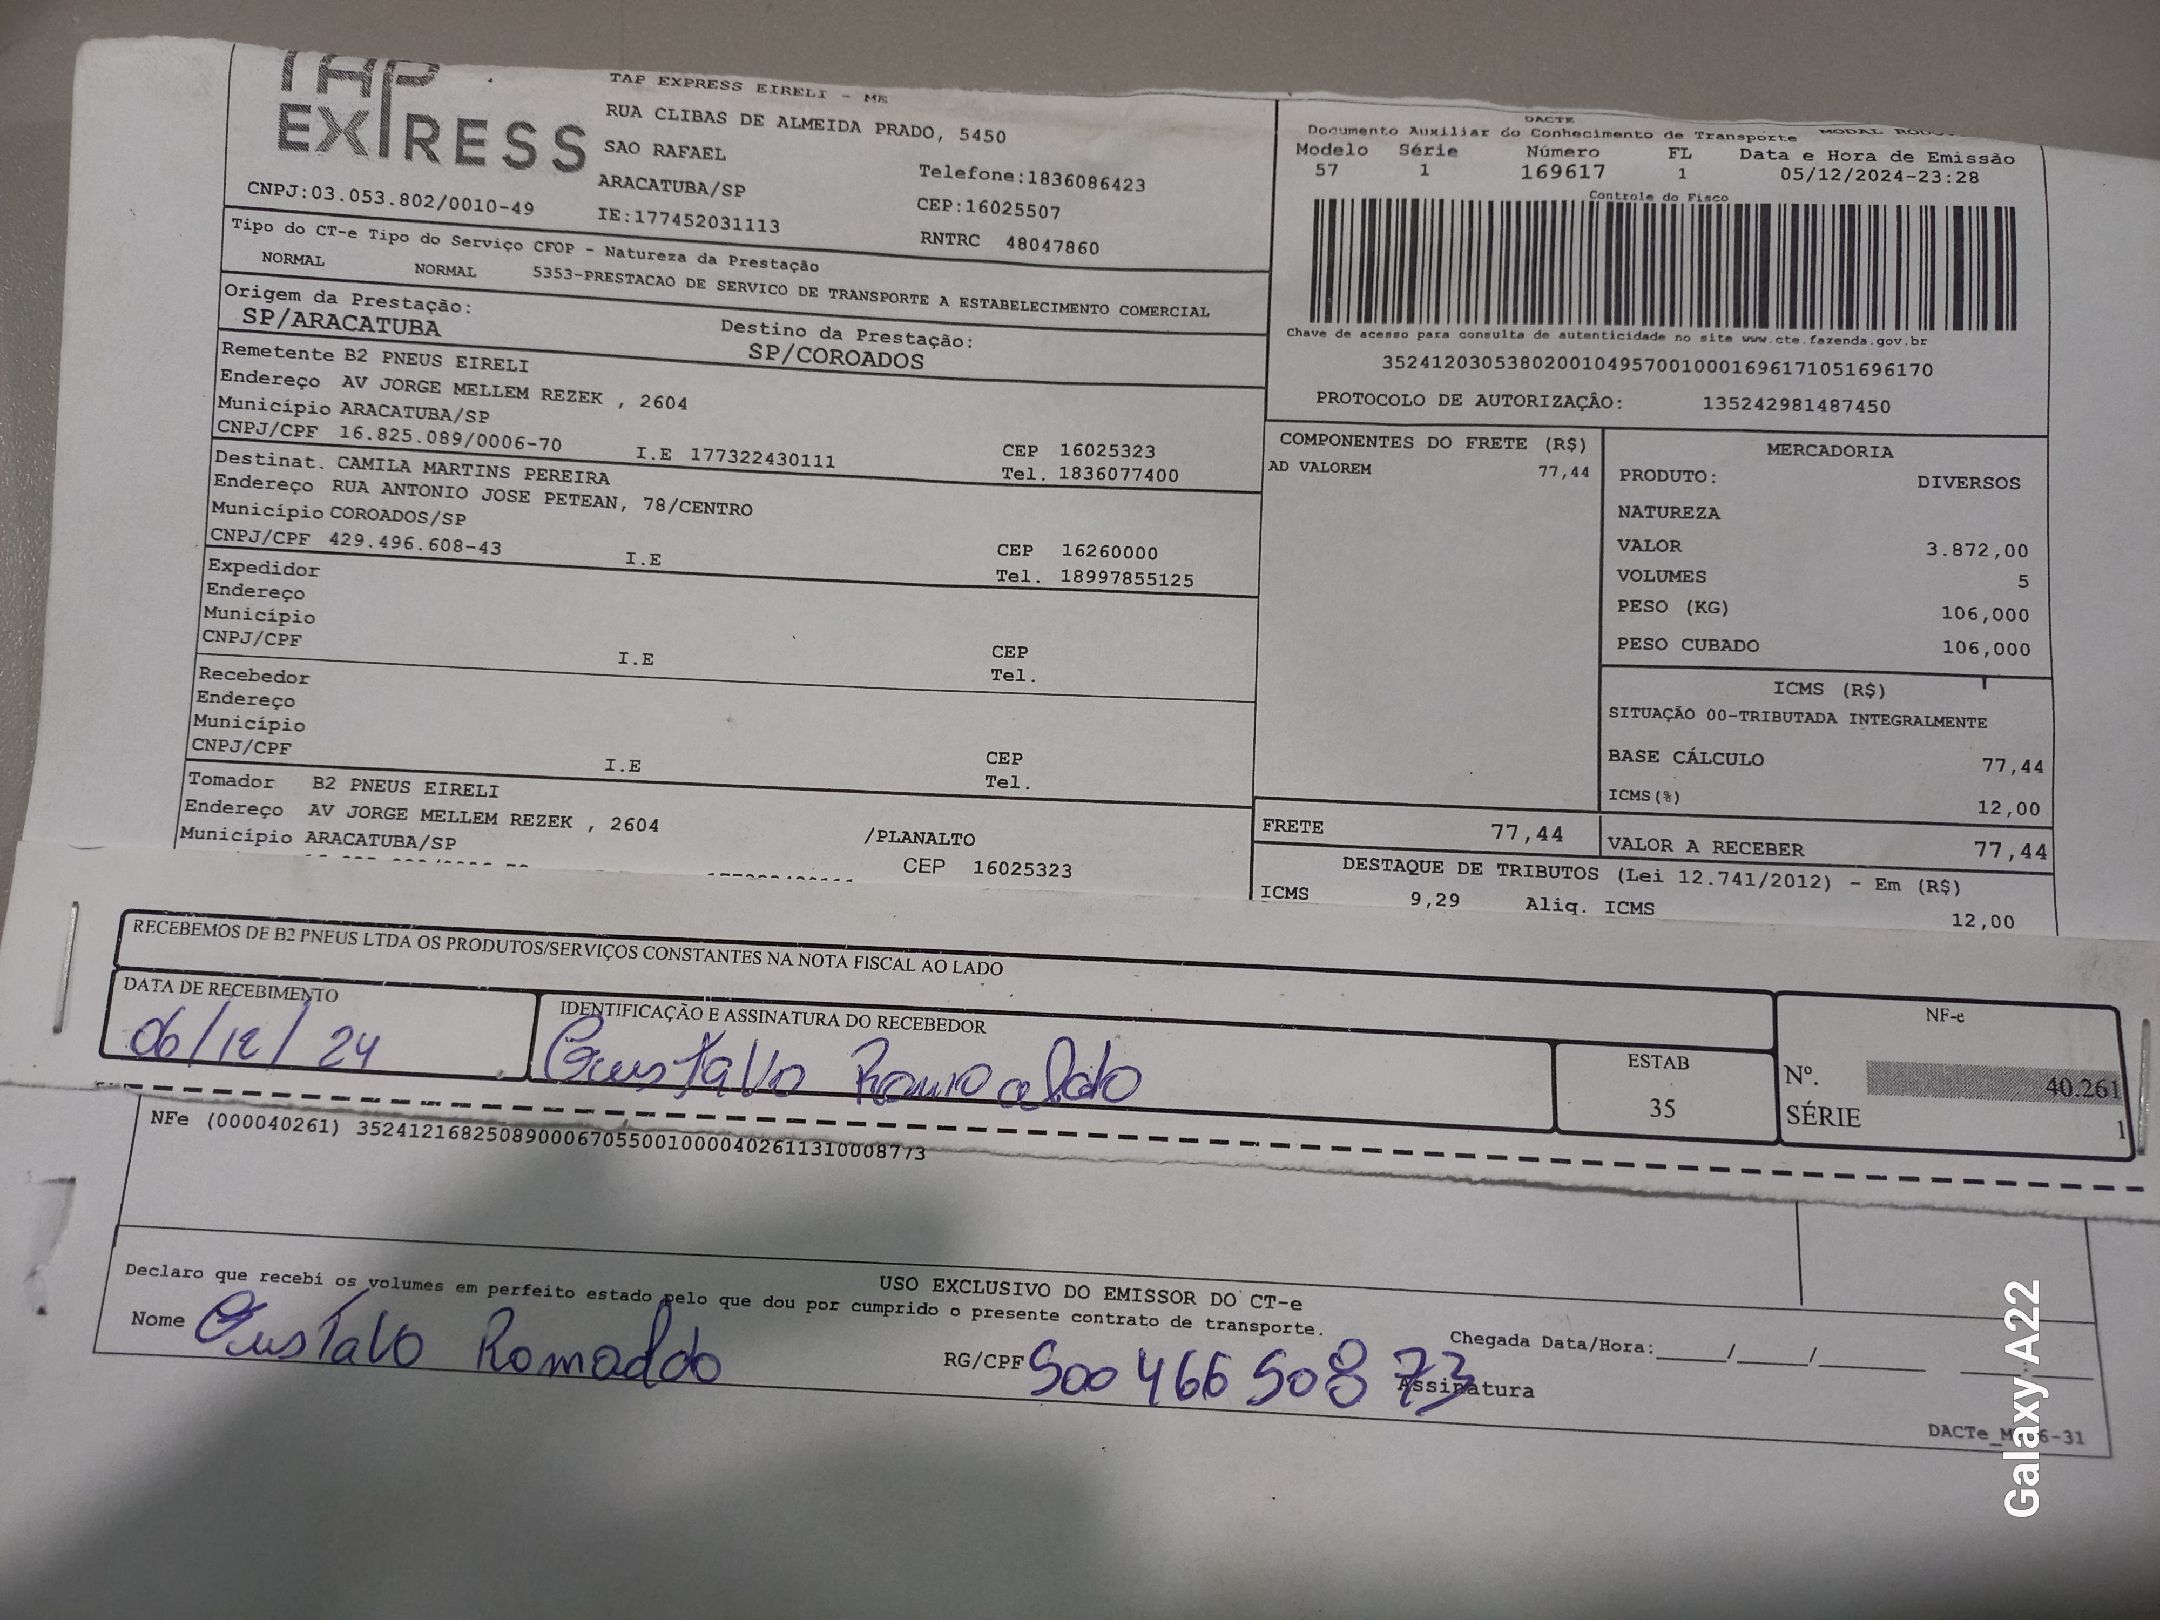 TAP
EXPRESS
TAP EXPRESS EIRELI - ME
RUA CLIBAS DE ALMEIDA PRADO, 5450
SAO RAFAEL
ARACATUBA/SP Telefone:1836086423
CNPJ:03.053.802/0010-49 IE:177452031113 CEP:16025507
RNTRC 48047860
Tipo do CT-e Tipo do Serviço CFOP - Natureza da Prestação
NORMAL NORMAL 5353-PRESTACAO DE SERVICO DE TRANSPORTE A ESTABELECIMENTO COMERCIAL
Origem da Prestação: Destino da Prestação:
SP/ARACATUBA SP/COROADOS
Remetente B2 PNEUS EIRELI
Endereço AV JORGE MELLEM REZEK , 2604
Município ARACATUBA/SP CEP 16025323
CNPJ/CPF 16.825.089/0006-70 I.E 177322430111 Tel. 1836077400
Destinat. CAMILA MARTINS PEREIRA
Endereço RUA ANTONIO JOSE PETEAN, 78/CENTRO
Município COROADOS/SP CEP 16260000
CNPJ/CPF 429.496.608-43 I.E Tel. 18997855125
Expedidor
Endereço
Município CEP
CNPJ/CPF I.E Tel.
Recebedor
Endereço
Município CEP
CNPJ/CPF I.E Tel.
Tomador B2 PNEUS EIRELI
Endereço AV JORGE MELLEM REZEK , 2604 /PLANALTO
Município ARACATUBA/SP CEP 16025323
DACTE
Documento Auxiliar do Conhecimento de Transporte MODAL
Modelo Série Número FL Data e Hora de Emissão
57 1 169617 1 05/12/2024-23:28
Controle do Fisco
Chave de acesso para consulta de autenticidade no site www.cte.fazenda.gov.br
35241203053802001049570010001696171051696170
PROTOCOLO DE AUTORIZAÇÃO: 135242981487450
COMPONENTES DO FRETE (R$)
AD VALOREM 77,44
MERCADORIA
PRODUTO: DIVERSOS
NATUREZA
VALOR 3.872,00
VOLUMES 5
PESO (KG) 106,000
PESO CUBADO 106,000
ICMS (R$)
SITUAÇÃO 00-TRIBUTADA INTEGRALMENTE
BASE CÁLCULO 77,44
ICMS(%) 12,00
FRETE 77,44 VALOR A RECEBER 77,44
DESTAQUE DE TRIBUTOS (Lei 12.741/2012) - Em (R$)
ICMS 9,29 Aliq. ICMS 12,00
RECEBEMOS DE B2 PNEUS LTDA OS PRODUTOS/SERVIÇOS CONSTANTES NA NOTA FISCAL AO LADO
DATA DE RECEBIMENTO
06/12/24
IDENTIFICAÇÃO E ASSINATURA DO RECEBEDOR
Gustavo Romaldo
ESTAB
35
NF-e
Nº. 40.261
SÉRIE 1
NFe (000040261) 35241216825089000670550010000402611310008773
USO EXCLUSIVO DO EMISSOR DO CT-e
Declaro que recebi os volumes em perfeito estado pelo que dou por cumprido o presente contrato de transporte.
Nome Gustavo Romaldo RG/CPF 500 466 508 73 Chegada Data/Hora:_____/_____/________
Assinatura
Galaxy A22